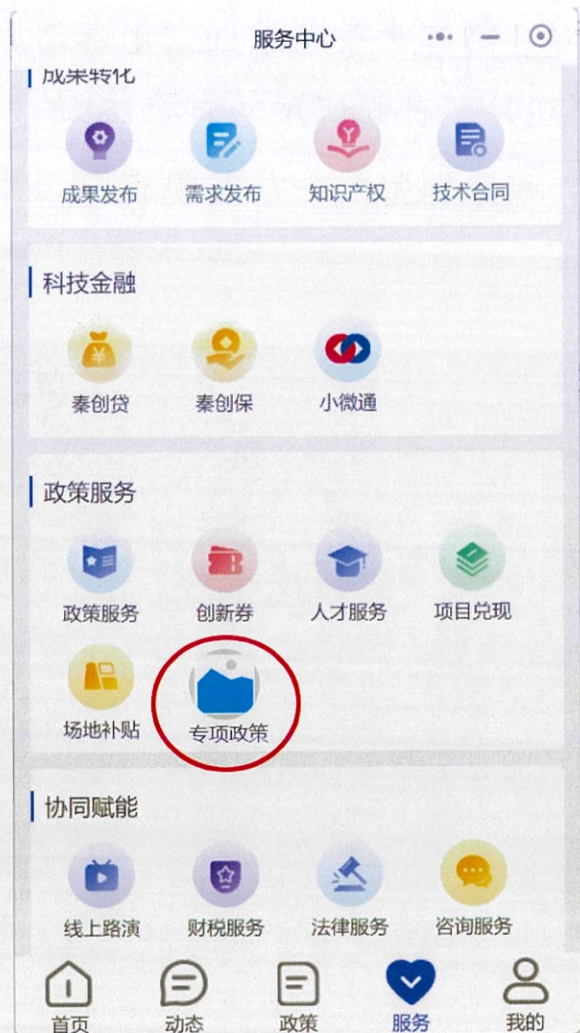 服务中心
成果转化
成果发布 需求发布 知识产权 技术合同
科技金融
秦创贷 秦创保 小微通
政策服务
政策服务 创新券 人才服务 项目兑现
场地补贴 专项政策
协同赋能
线上路演 财税服务 法律服务 咨询服务
首页 动态 政策 服务 我的